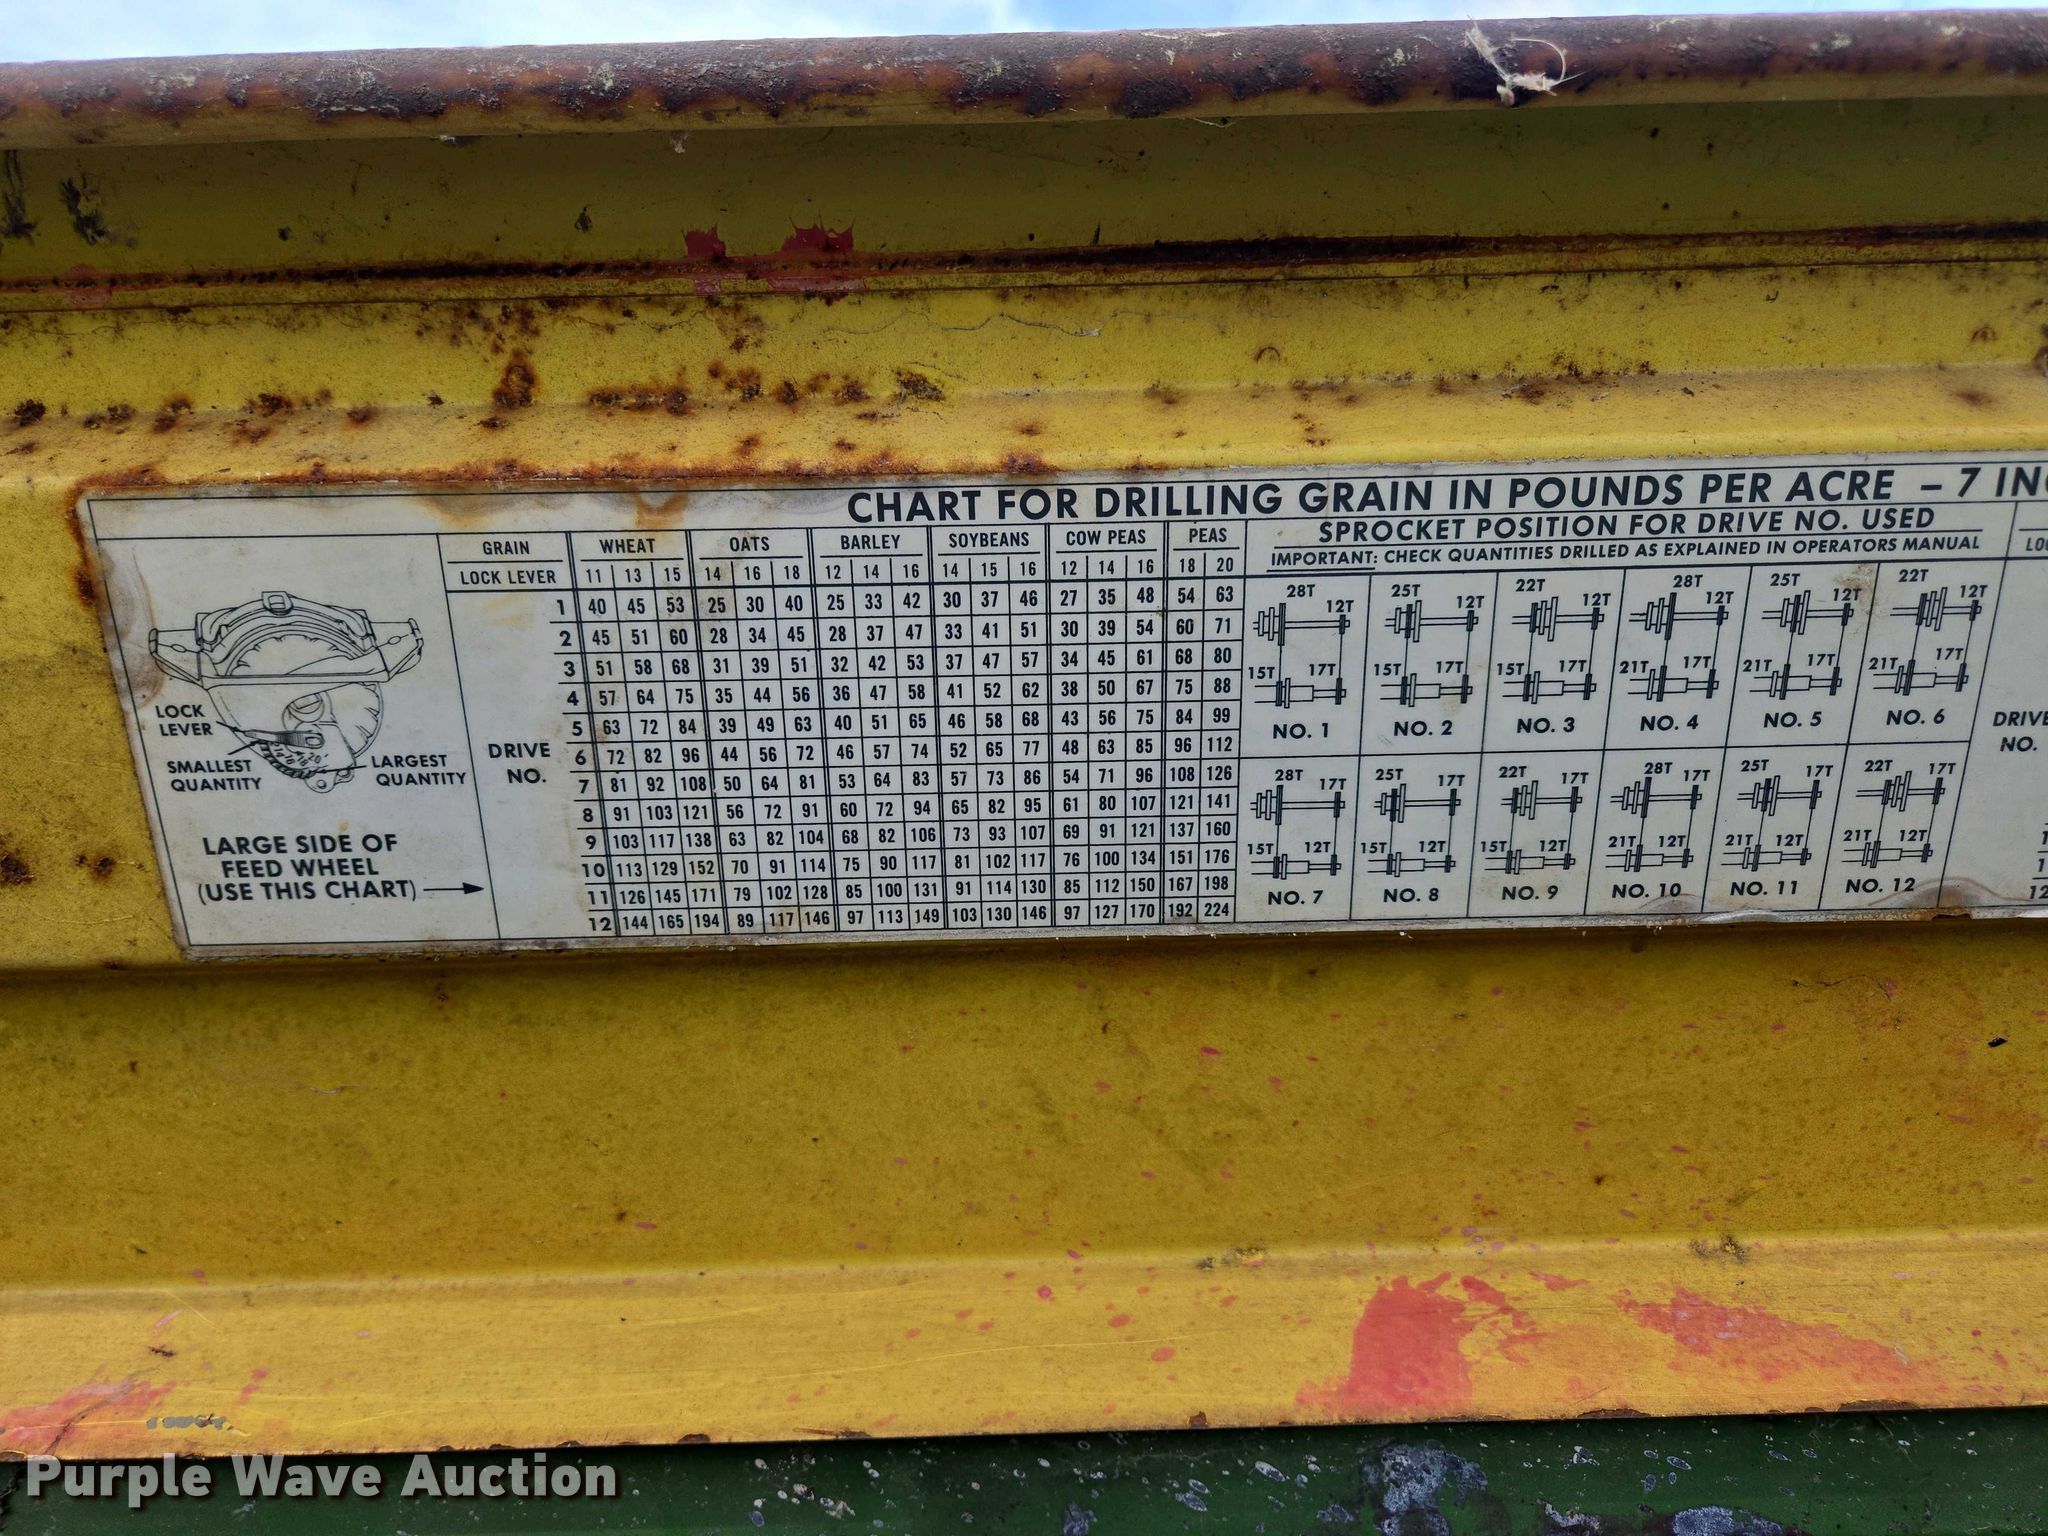 CHART FOR DRILLING GRAIN IN POUNDS PER ACRE – 7 IN
GRAIN WHEAT OATS BARLEY SOYBEANS COW PEAS PEAS
LOCK LEVER 11 13 15 14 16 18 12 14 16 14 15 16 12 14 16 18 20
DRIVE NO.
1 40 45 53 25 30 40 25 33 42 30 37 46 27 35 48 54 63
2 45 51 60 28 34 45 28 37 47 33 41 51 30 39 54 60 71
3 51 58 68 31 39 51 32 42 53 37 47 57 34 45 61 68 80
4 57 64 75 35 44 56 36 47 58 41 52 62 38 50 67 75 88
5 63 72 84 39 49 63 40 51 65 46 58 68 43 56 75 84 99
6 72 82 96 44 56 72 46 57 74 52 65 77 48 63 85 96 112
7 81 92 108 50 64 81 53 64 83 57 73 86 54 71 96 108 126
8 91 103 121 56 72 91 60 72 94 65 82 95 61 80 107 121 141
9 103 117 138 63 82 104 68 82 106 73 93 107 69 91 121 137 160
10 113 129 152 70 91 114 75 90 117 81 102 117 76 100 134 151 176
11 126 145 171 79 102 128 85 100 131 91 114 130 85 112 150 167 198
12 144 165 194 89 117 146 97 113 149 103 130 146 97 127 170 192 224
LOCK
LEVER
SMALLEST
QUANTITY
LARGEST
QUANTITY
LARGE SIDE OF
FEED WHEEL
(USE THIS CHART)
SPROCKET POSITION FOR DRIVE NO. USED
IMPORTANT: CHECK QUANTITIES DRILLED AS EXPLAINED IN OPERATORS MANUAL
28T 12T 25T 12T 22T 12T 28T 12T 25T 12T 22T 12T
15T 17T 15T 17T 15T 17T 21T 17T 21T 17T 21T 17T
NO. 1 NO. 2 NO. 3 NO. 4 NO. 5 NO. 6
28T 17T 25T 17T 22T 17T 28T 17T 25T 17T 22T 17T
15T 12T 15T 12T 15T 12T 21T 12T 21T 12T 21T 12T
NO. 7 NO. 8 NO. 9 NO. 10 NO. 11 NO. 12
DRIVE
NO.
12
Purple Wave Auction